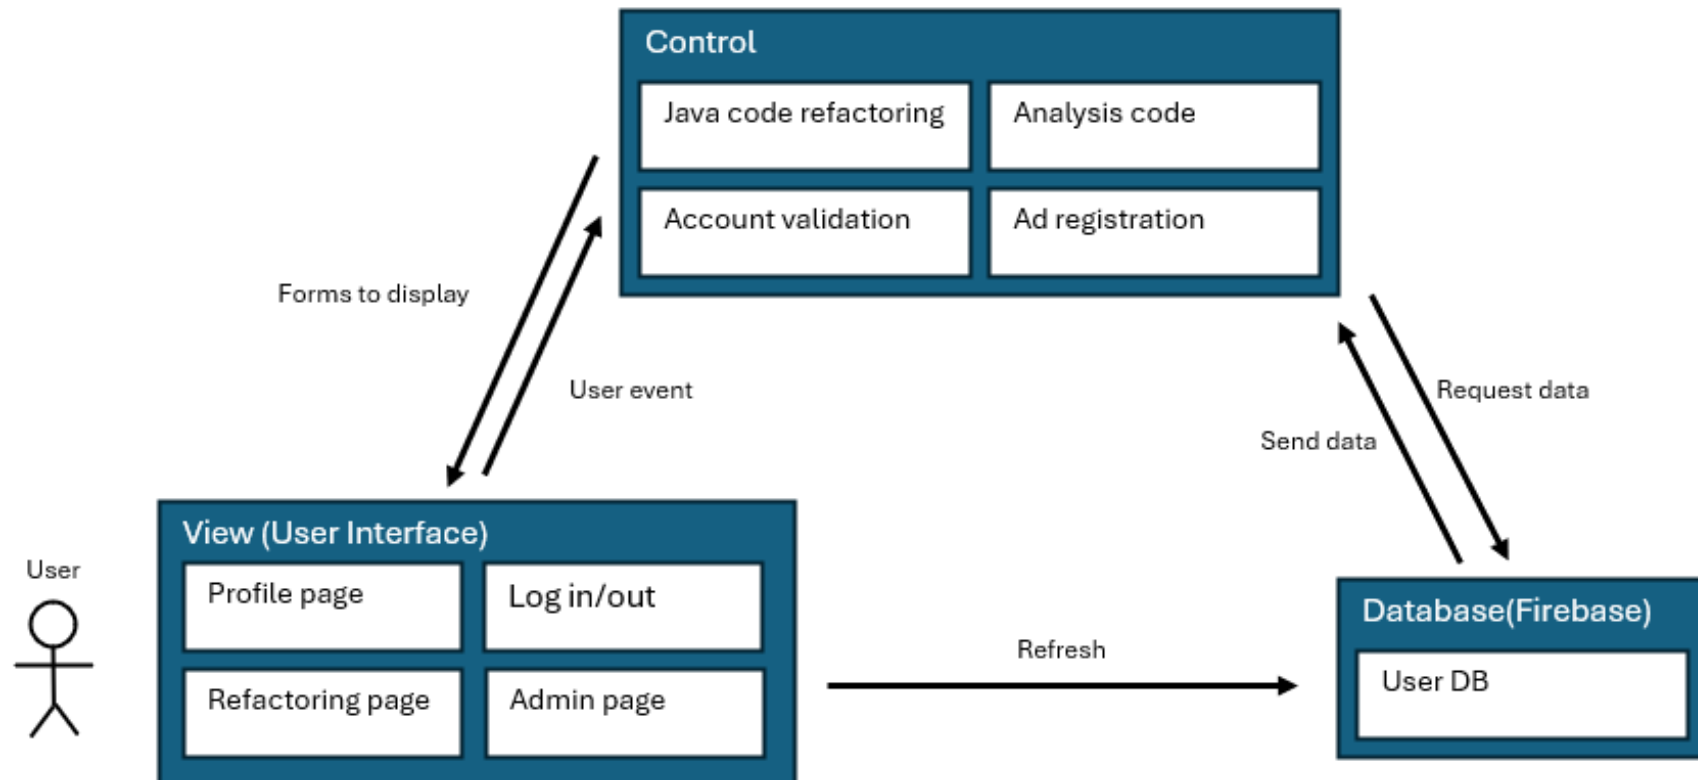 Control
Java code refactoring
Analysis code
Account validation
Ad registration
Forms to display
User event
Request data
Send data
View (User Interface)
User
Profile page
Log in/out
Refactoring page
Admin page
Refresh
Database(Firebase)
User DB